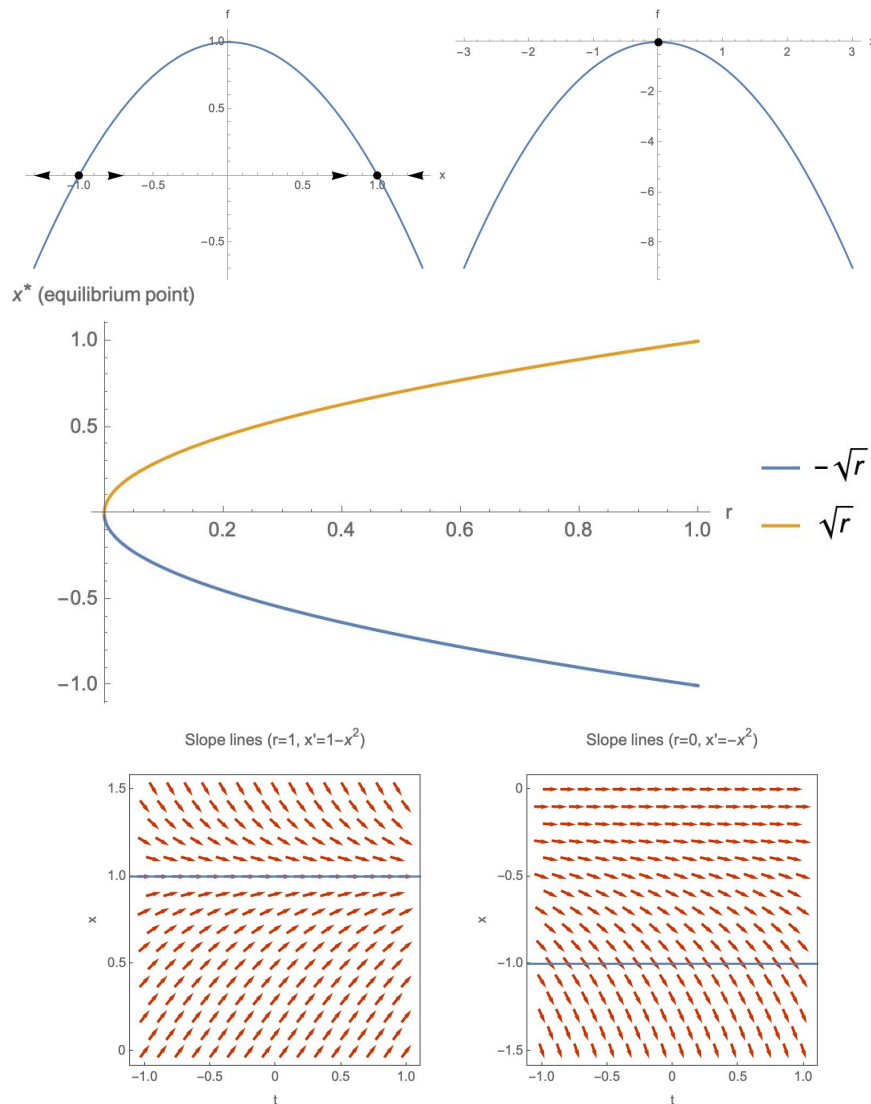 f
1.0
0.5
-1.0 -0.5 0.5 1.0 x
-0.5
f
-3 -2 -1 1 2 3
-2
-4
-6
-8
x* (equilibrium point)
1.0
0.5
0.2 0.4 0.6 0.8 1.0 r
-0.5
-1.0
-√r
√r
Slope lines (r=1, x'=1-x²)
1.5
1.0
x
0.5
0
-1.0 -0.5 0 0.5 1.0
t
Slope lines (r=0, x'=-x²)
0
-0.5
x
-1.0
-1.5
-1.0 -0.5 0 0.5 1.0
t